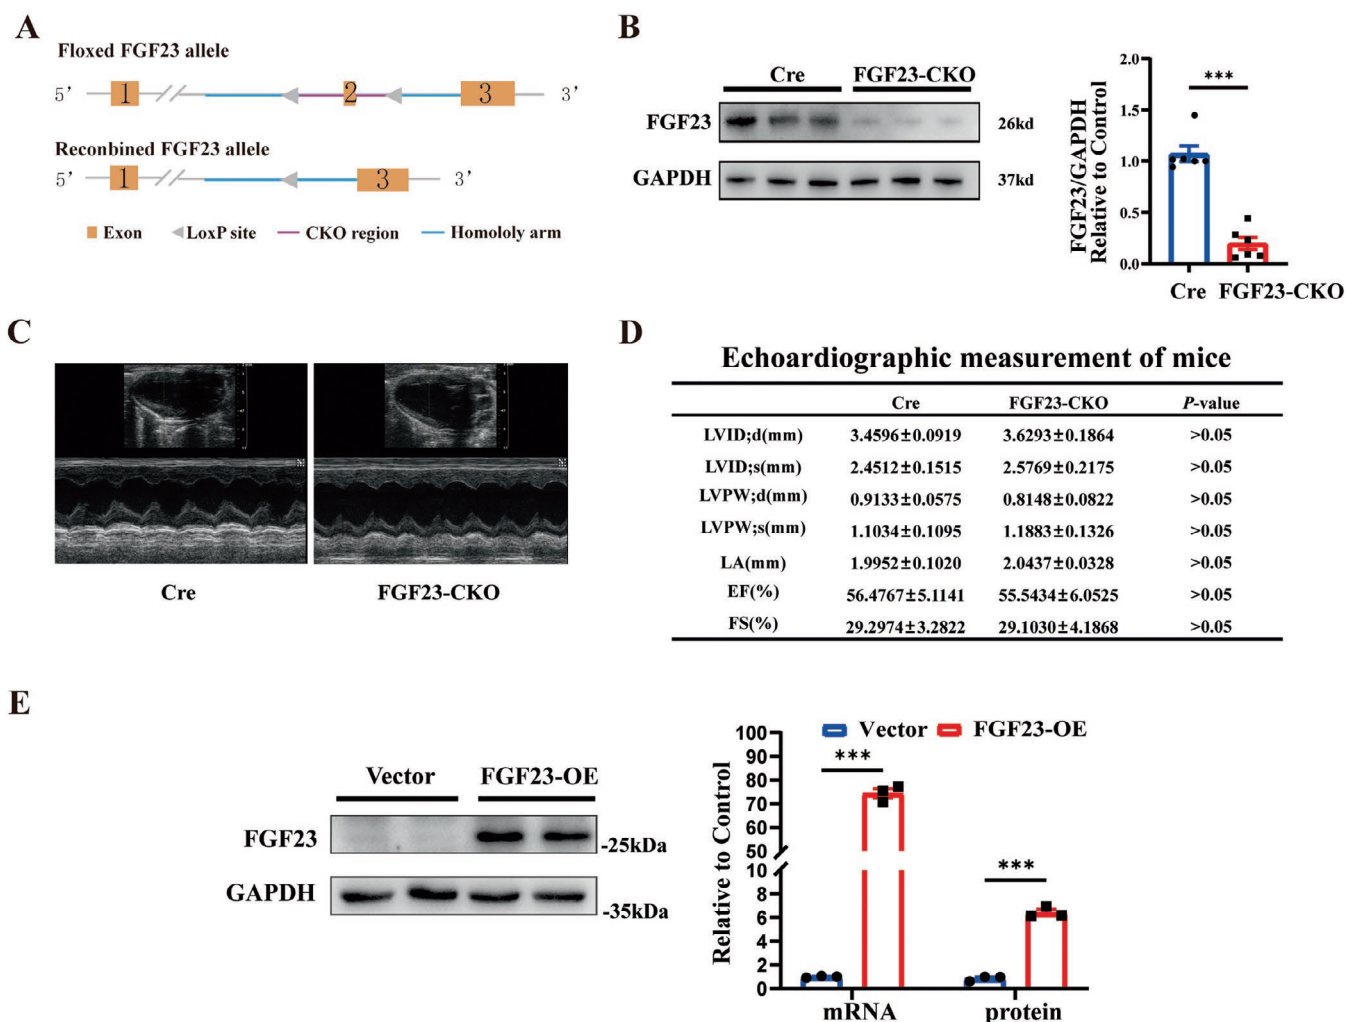 A
Floxed FGF23 allele
5' 1 2 3 3'
Reconbined FGF23 allele
5' 1 3 3'
Exon LoxP site CKO region Homololy arm
B
Cre FGF23-CKO
FGF23 26kd
GAPDH 37kd
FGF23/GAPDH
Relative to Control
2.0
1.5
1.0
0.5
0.0
***
Cre FGF23-CKO
C
Cre FGF23-CKO
D
Echoardiographic measurement of mice
Cre FGF23-CKO P-value
LVID;d(mm) 3.4596±0.0919 3.6293±0.1864 >0.05
LVID;s(mm) 2.4512±0.1515 2.5769±0.2175 >0.05
LVPW;d(mm) 0.9133±0.0575 0.8148±0.0822 >0.05
LVPW;s(mm) 1.1034±0.1095 1.1883±0.1326 >0.05
LA(mm) 1.9952±0.1020 2.0437±0.0328 >0.05
EF(%) 56.4767±5.1141 55.5434±6.0525 >0.05
FS(%) 29.2974±3.2822 29.1030±4.1868 >0.05
E
Vector FGF23-OE
FGF23 -25kDa
GAPDH -35kDa
Vector FGF23-OE
Relative to Control
100
90
80
70
60
50
10
8
6
4
2
0
***
***
mRNA protein